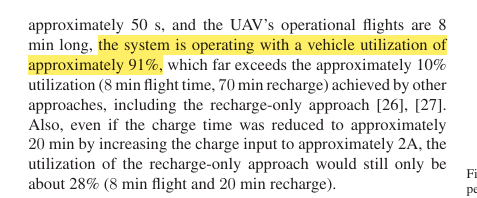 approximately 50 s, and the UAV's operational flights are 8
min long, the system is operating with a vehicle utilization of
approximately 91%, which far exceeds the approximately 10%
utilization (8 min flight time, 70 min recharge) achieved by other
approaches, including the recharge-only approach [26], [27].
Also, even if the charge time was reduced to approximately
20 min by increasing the charge input to approximately 2A, the
utilization of the recharge-only approach would still only be
about 28% (8 min flight and 20 min recharge).
Fi
pe